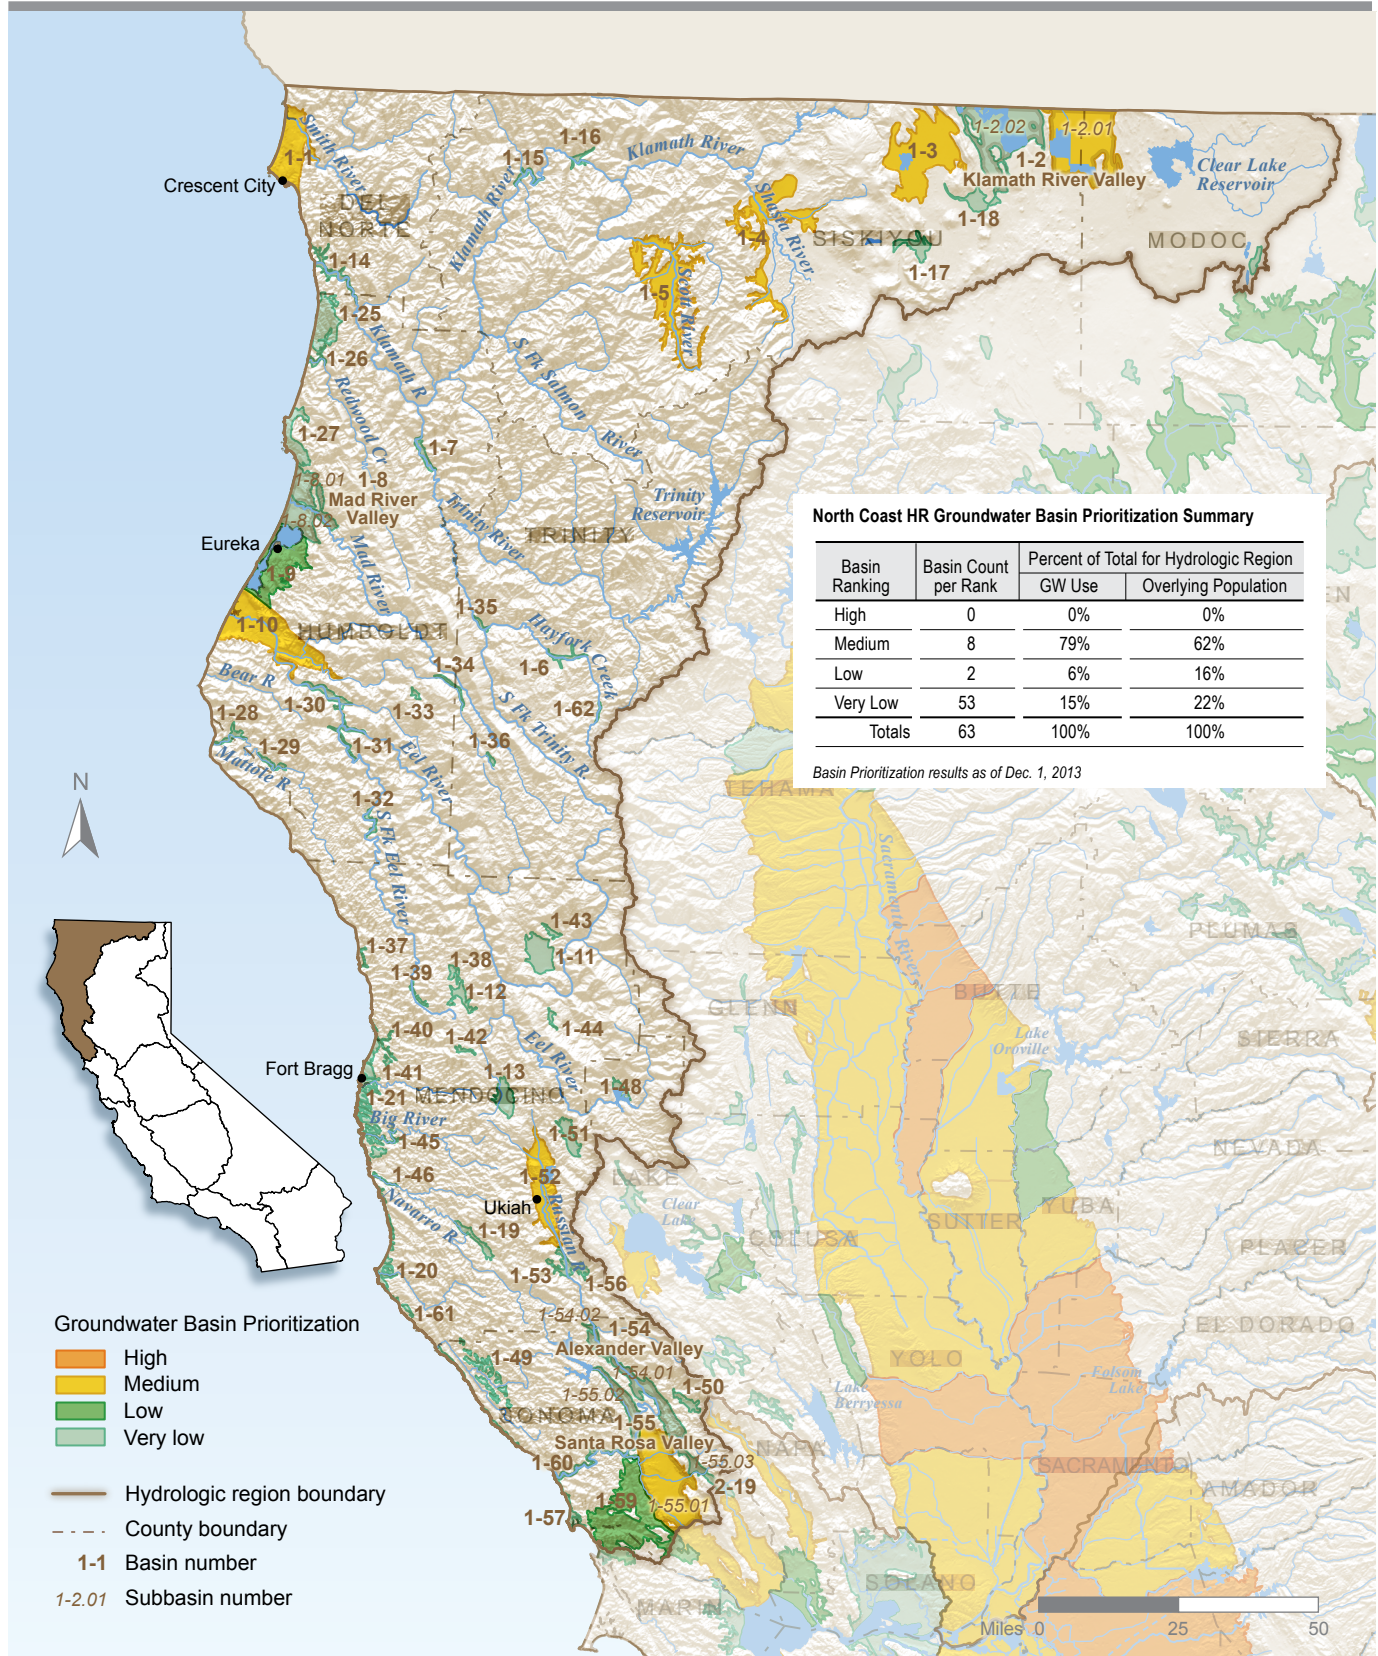 Smith River
1-1
Crescent City
DEL
NORTE
1-16
1-15
Klamath River
Klamath River
Shasta River
1-4
SISKIYOU
1-3
1-2.02
1-2.01
1-2
Klamath River Valley
1-18
1-17
Clear Lake
Reservoir
MODOC
1-14
1-5
Scott River
1-25
1-26
Klamath R
S Fk Salmon
River
Redwood Cr
1-27
1-7
1-8.01
1-8
Mad River
Valley
1-8.02
Eureka
1-9
Mad River
Trinity River
TRINITY
Trinity
Reservoir
1-10
HUMBOLDT
1-35
Hayfork Creek
1-34
1-6
Bear R
1-30
1-33
1-62
1-28
1-29
1-31
1-36
S Fk Trinity R.
Mattole R
Eel River
1-32
S Fk Eel River
North Coast HR Groundwater Basin Prioritization Summary
Basin Ranking | Basin Count per Rank | Percent of Total for Hydrologic Region
GW Use | Overlying Population
High 0 0% 0%
Medium 8 79% 62%
Low 2 6% 16%
Very Low 53 15% 22%
Totals 63 100% 100%
Basin Prioritization results as of Dec. 1, 2013
EN
TEHAMA
Sacramento River
PLUMAS
GLENN
BUTTE
Lake
Oroville
SIERRA
N
1-43
1-37
1-38
1-11
1-39
1-12
1-40
1-42
1-44
Eel River
Fort Bragg
1-41
1-13
1-48
1-21
MENDOCINO
Big River
1-45
1-51
1-46
1-52
Ukiah
Russian R
Navarro R
1-19
1-20
1-53
1-56
1-61
1-54.02
1-54
Alexander Valley
1-49
1-54.01
1-55.02
1-50
SONOMA
1-55
Santa Rosa Valley
1-60
1-55.03
2-19
1-59
1-55.01
1-57
LAKE
Clear
Lake
COLUSA
SUTTER
YUBA
NEVADA
PLACER
EL DORADO
YOLO
Folsom
Lake
Lake
Berryessa
NAPA
SACRAMENTO
AMADOR
SOLANO
MARIN
Groundwater Basin Prioritization
High
Medium
Low
Very low
Hydrologic region boundary
County boundary
1-1 Basin number
1-2.01 Subbasin number
Miles 0 25 50